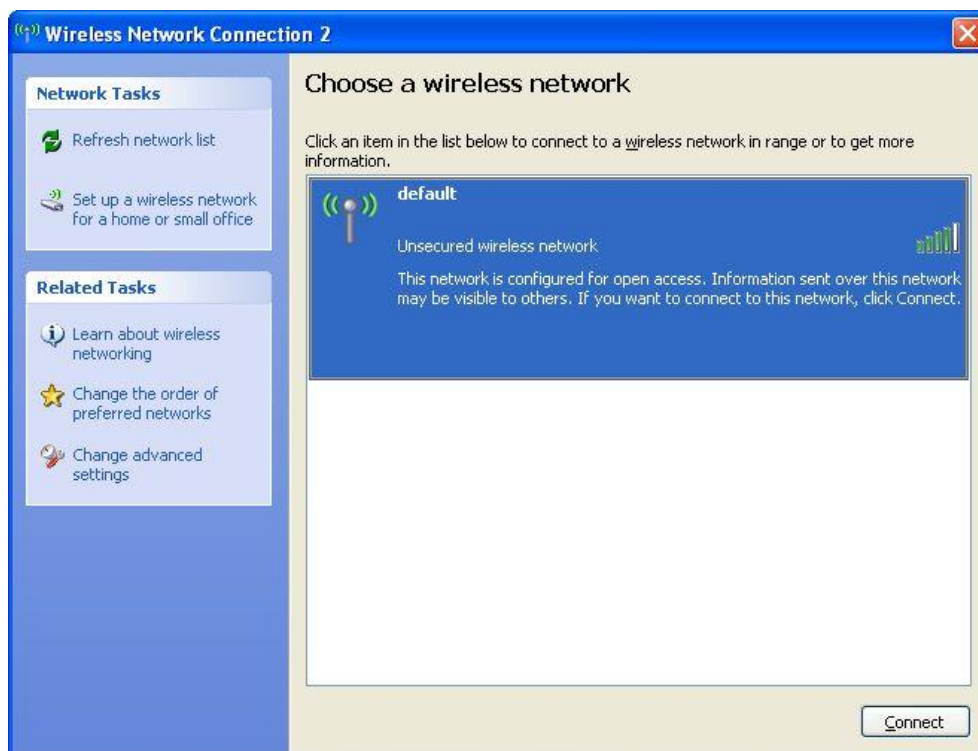 Wireless Network Connection 2
Network Tasks
Refresh network list
Set up a wireless network
for a home or small office
Related Tasks
Learn about wireless
networking
Change the order of
preferred networks
Change advanced
settings
Choose a wireless network
Click an item in the list below to connect to a wireless network in range or to get more
information.
default
Unsecured wireless network
This network is configured for open access. Information sent over this network
may be visible to others. If you want to connect to this network, click Connect.
Connect